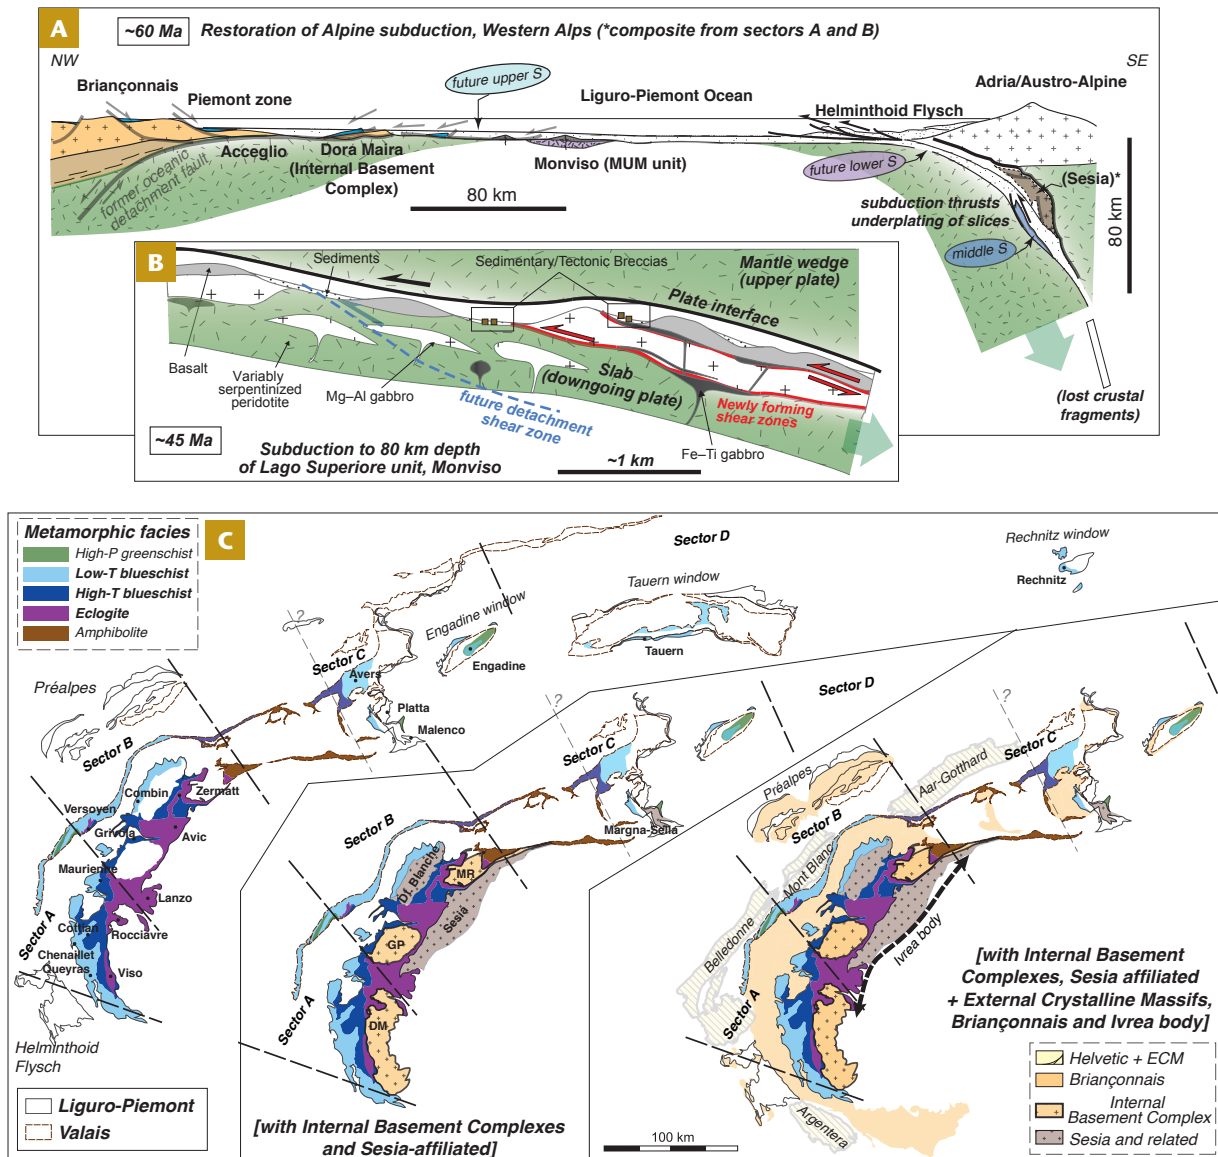 A
~60 Ma
Restoration of Alpine subduction, Western Alps (*composite from sectors A and B)
NW
SE
Briançonnais
Piemont zone
future upper S
Liguro-Piemont Ocean
Adria/Austro-Alpine
Helminthoid Flysch
Acceglio
Dora Maira
(Internal Basement
Complex)
Monviso (MUM unit)
former oceanic
detachment fault
80 km
future lower S
(Sesia)*
subduction thrusts
underplating of slices
middle S
80 km
(lost crustal
fragments)
B
Sediments
Sedimentary/Tectonic Breccias
Mantle wedge
(upper plate)
Plate interface
Basalt
Variably
serpentinized
peridotite
Mg–Al gabbro
future detachment
shear zone
Slab
(downgoing plate)
Newly forming
shear zones
Fe–Ti gabbro
~45 Ma
Subduction to 80 km depth
of Lago Superiore unit, Monviso
~1 km
C
Metamorphic facies
High-P greenschist
Low-T blueschist
High-T blueschist
Eclogite
Amphibolite
Sector D
Rechnitz window
Rechnitz
Tauern window
Tauern
Engadine window
Engadine
?
Sector C
Avers
Platta
Malenco
Préalpes
Sector B
Combin
Zermatt
Versoyen
Grivola
Avic
Maurienne
Lanzo
Sector A
Cottian
Rocciavre
Chenaillet
Queyras
Viso
Helminthoid
Flysch
Liguro-Piemont
Valais
Sector D
?
Sector C
Margna-Sella
Sector B
Dt. Blanche
MR
Sesia
GP
Sector A
DM
[with Internal Basement Complexes
and Sesia-affiliated]
?
Sector C
Aar-Gotthard
Préalpes
Sector B
Mont Blanc
Belledonne
Ivrea body
Sector A
Argentera
[with Internal Basement
Complexes, Sesia affiliated
+ External Crystalline Massifs,
Briançonnais and Ivrea body]
Helvetic + ECM
Briançonnais
Internal
Basement Complex
Sesia and related
100 km